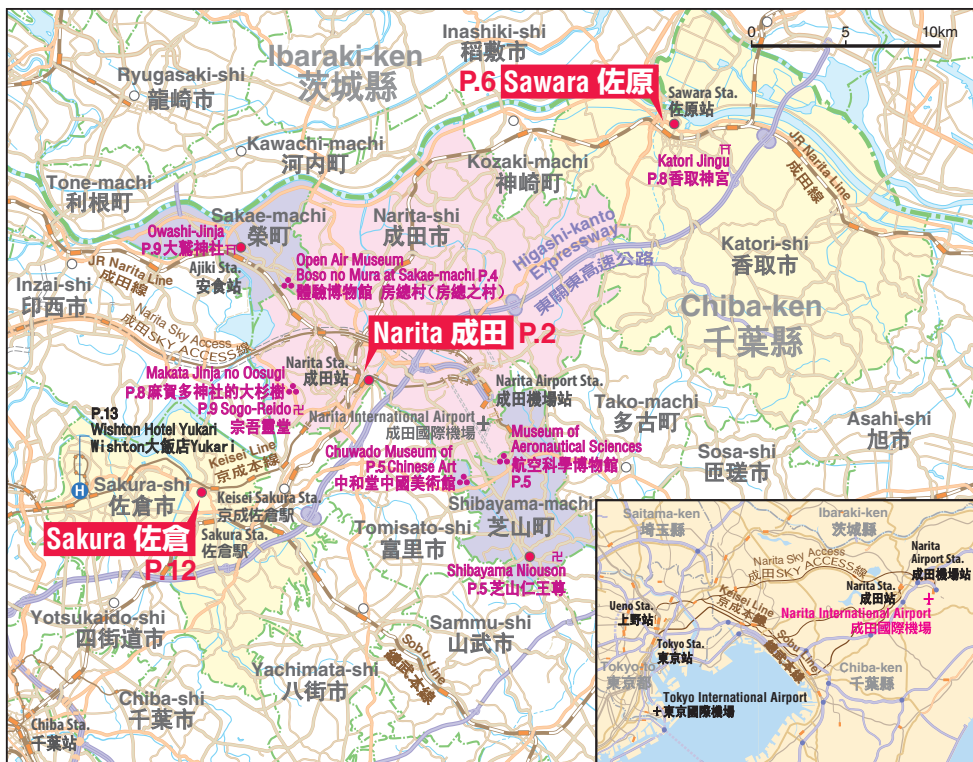 Inashiki-shi
稻敷市
0 5 10km
Ibaraki-ken
茨城縣
Ryugasaki-shi
龍崎市
P.6 Sawara 佐原
Sawara Sta.
佐原站
Kawachi-machi
河内町
Katori Jingu
P.8香取神宮
JR Narita Line
成田線
Kozaki-machi
神崎町
Tone-machi
利根町
Sakae-machi
榮町
Narita-shi
成田市
Owashi-Jinja
P.9大鷲神社
Higashi-kanto
Expressway
東關東高速公路
Katori-shi
香取市
JR Narita Line
成田線
Ajiki Sta.
安食站
Open Air Museum
Boso no Mura at Sakae-machi P.4
體驗博物館 房總村(房總之村)
Inzai-shi
印西市
Chiba-ken
千葉縣
Narita Sky Access
成田SKY ACCESS線
Narita 成田 P.2
Narita Sta.
成田站
Makata Jinja no Oosugi
P.8麻賀多神社的大杉樹
Narita Airport Sta.
成田機場站
P.9 Sogo-Reido卍
宗吾靈堂
Tako-machi
多古町
P.13
Wishton Hotel Yukari
Wishton大飯店Yukari
Narita International Airport
成田國際機場
Asahi-shi
旭市
Museum of
Aeronautical Sciences
航空科學博物館
P.5
Sosa-shi
匝瑳市
Keisei Line
京成本線
Chuwado Museum of
P.5 Chinese Art
中和堂中國美術館
H
Sakura-shi
佐倉市
Keisei Sakura Sta.
京成佐倉駅
Shibayama-machi
芝山町
Sakura 佐倉
P.12
Sakura Sta.
佐倉駅
Tomisato-shi
富里市
卍
Shibayama Niouson
P.5芝山仁王尊
Yotsukaido-shi
四街道市
Sammu-shi
山武市
Sobu Line
總武本線
Yachimata-shi
八街市
Chiba-shi
千葉市
Chiba Sta.
千葉站
Saitama-ken
埼玉縣
Ibaraki-ken
茨城縣
Narita Sky Access
成田SKY ACCESS線
Narita
Airport Sta.
成田機場站
Narita Sta.
成田站
Keisei Line
京成本線
Ueno Sta.
上野站
Narita International Airport
成田國際機場
Sobu Line
總武本線
Tokyo Sta.
東京站
Tokyo-to
東京都
Chiba-ken
千葉縣
Tokyo International Airport
東京國際機場